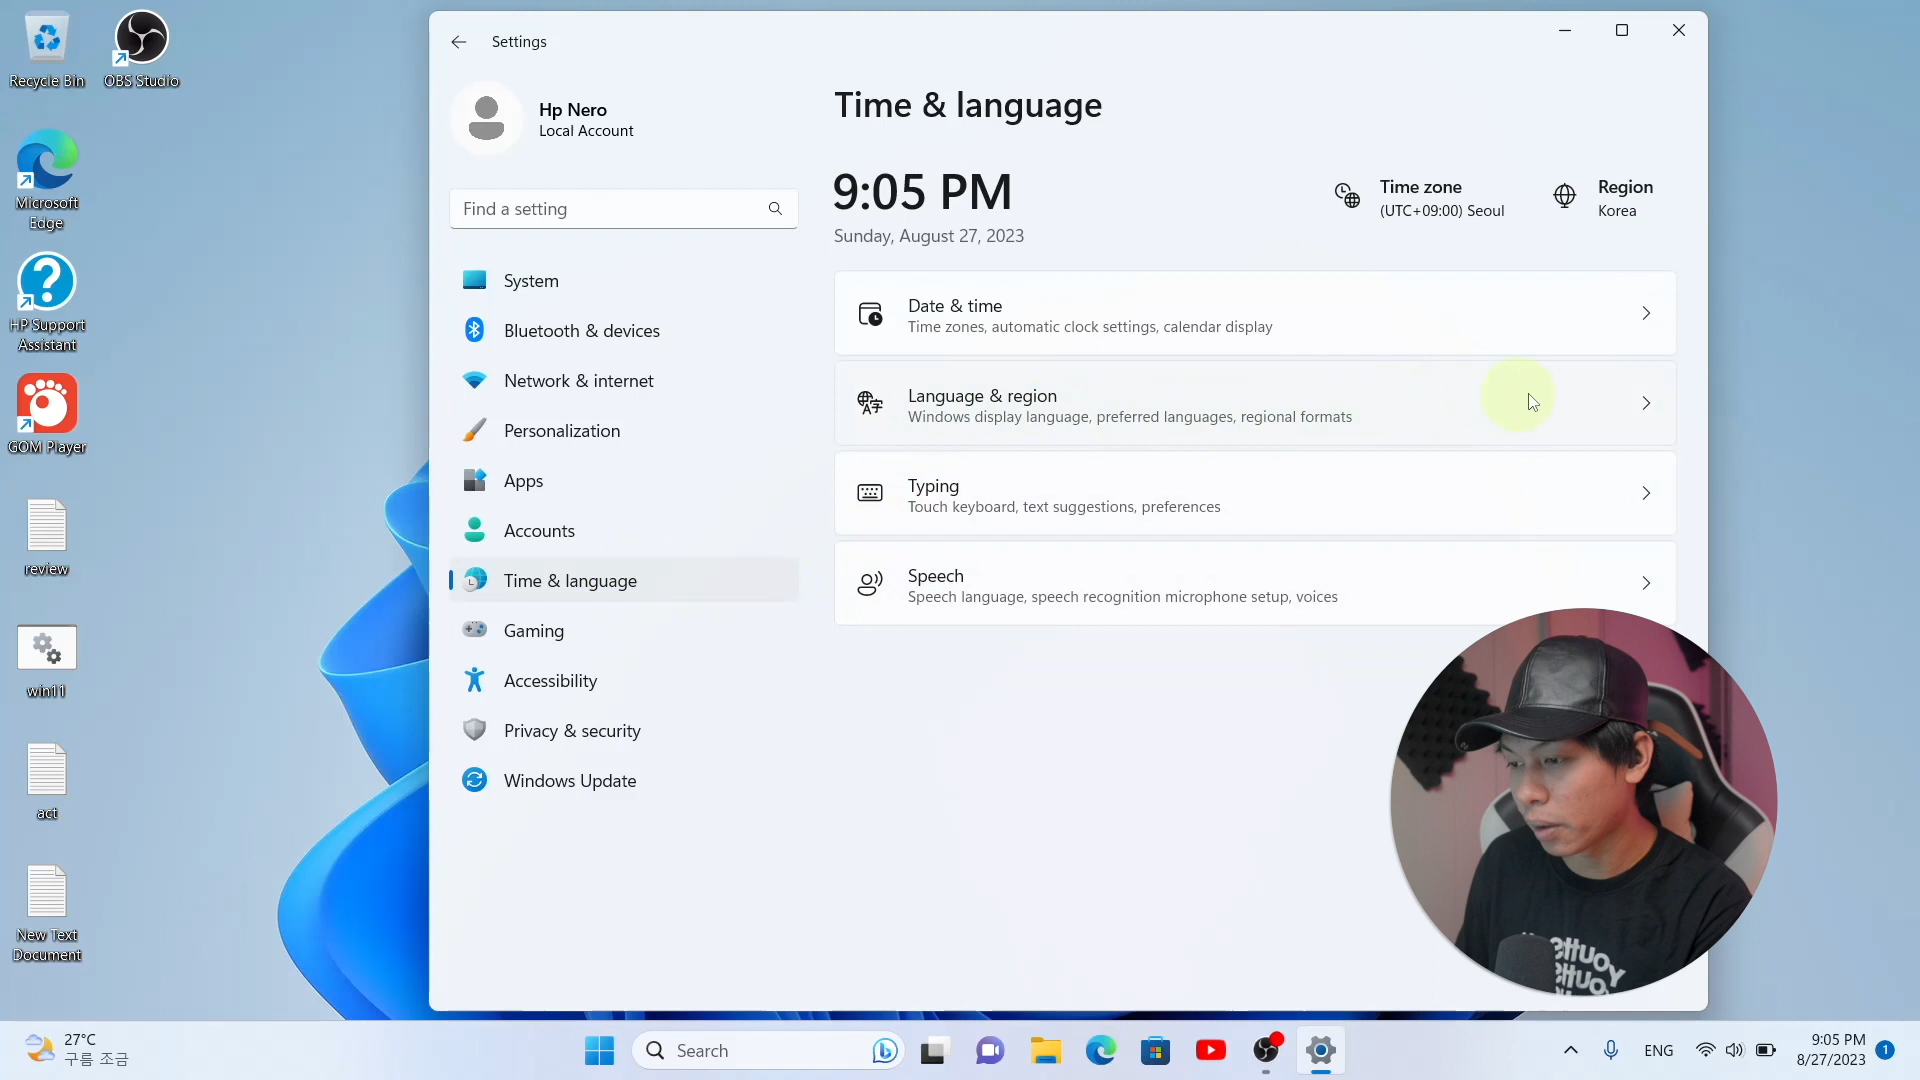 Recycle Bin
OBS Studio
Microsoft
Edge
HP Support
Assistant
GOM Player
review
win11
act
New Text
Document
Settings
Hp Nero
Local Account
Find a setting
System
Bluetooth & devices
Network & internet
Personalization
Apps
Accounts
Time & language
Gaming
Accessibility
Privacy & security
Windows Update
Time & language
9:05 PM
Sunday, August 27, 2023
Time zone
(UTC+09:00) Seoul
Region
Korea
Date & time
Time zones, automatic clock settings, calendar display
Language & region
Windows display language, preferred languages, regional formats
Typing
Touch keyboard, text suggestions, preferences
Speech
Speech language, speech recognition microphone setup, voices
27°C
구름 조금
Search
ENG
9:05 PM
8/27/2023
1